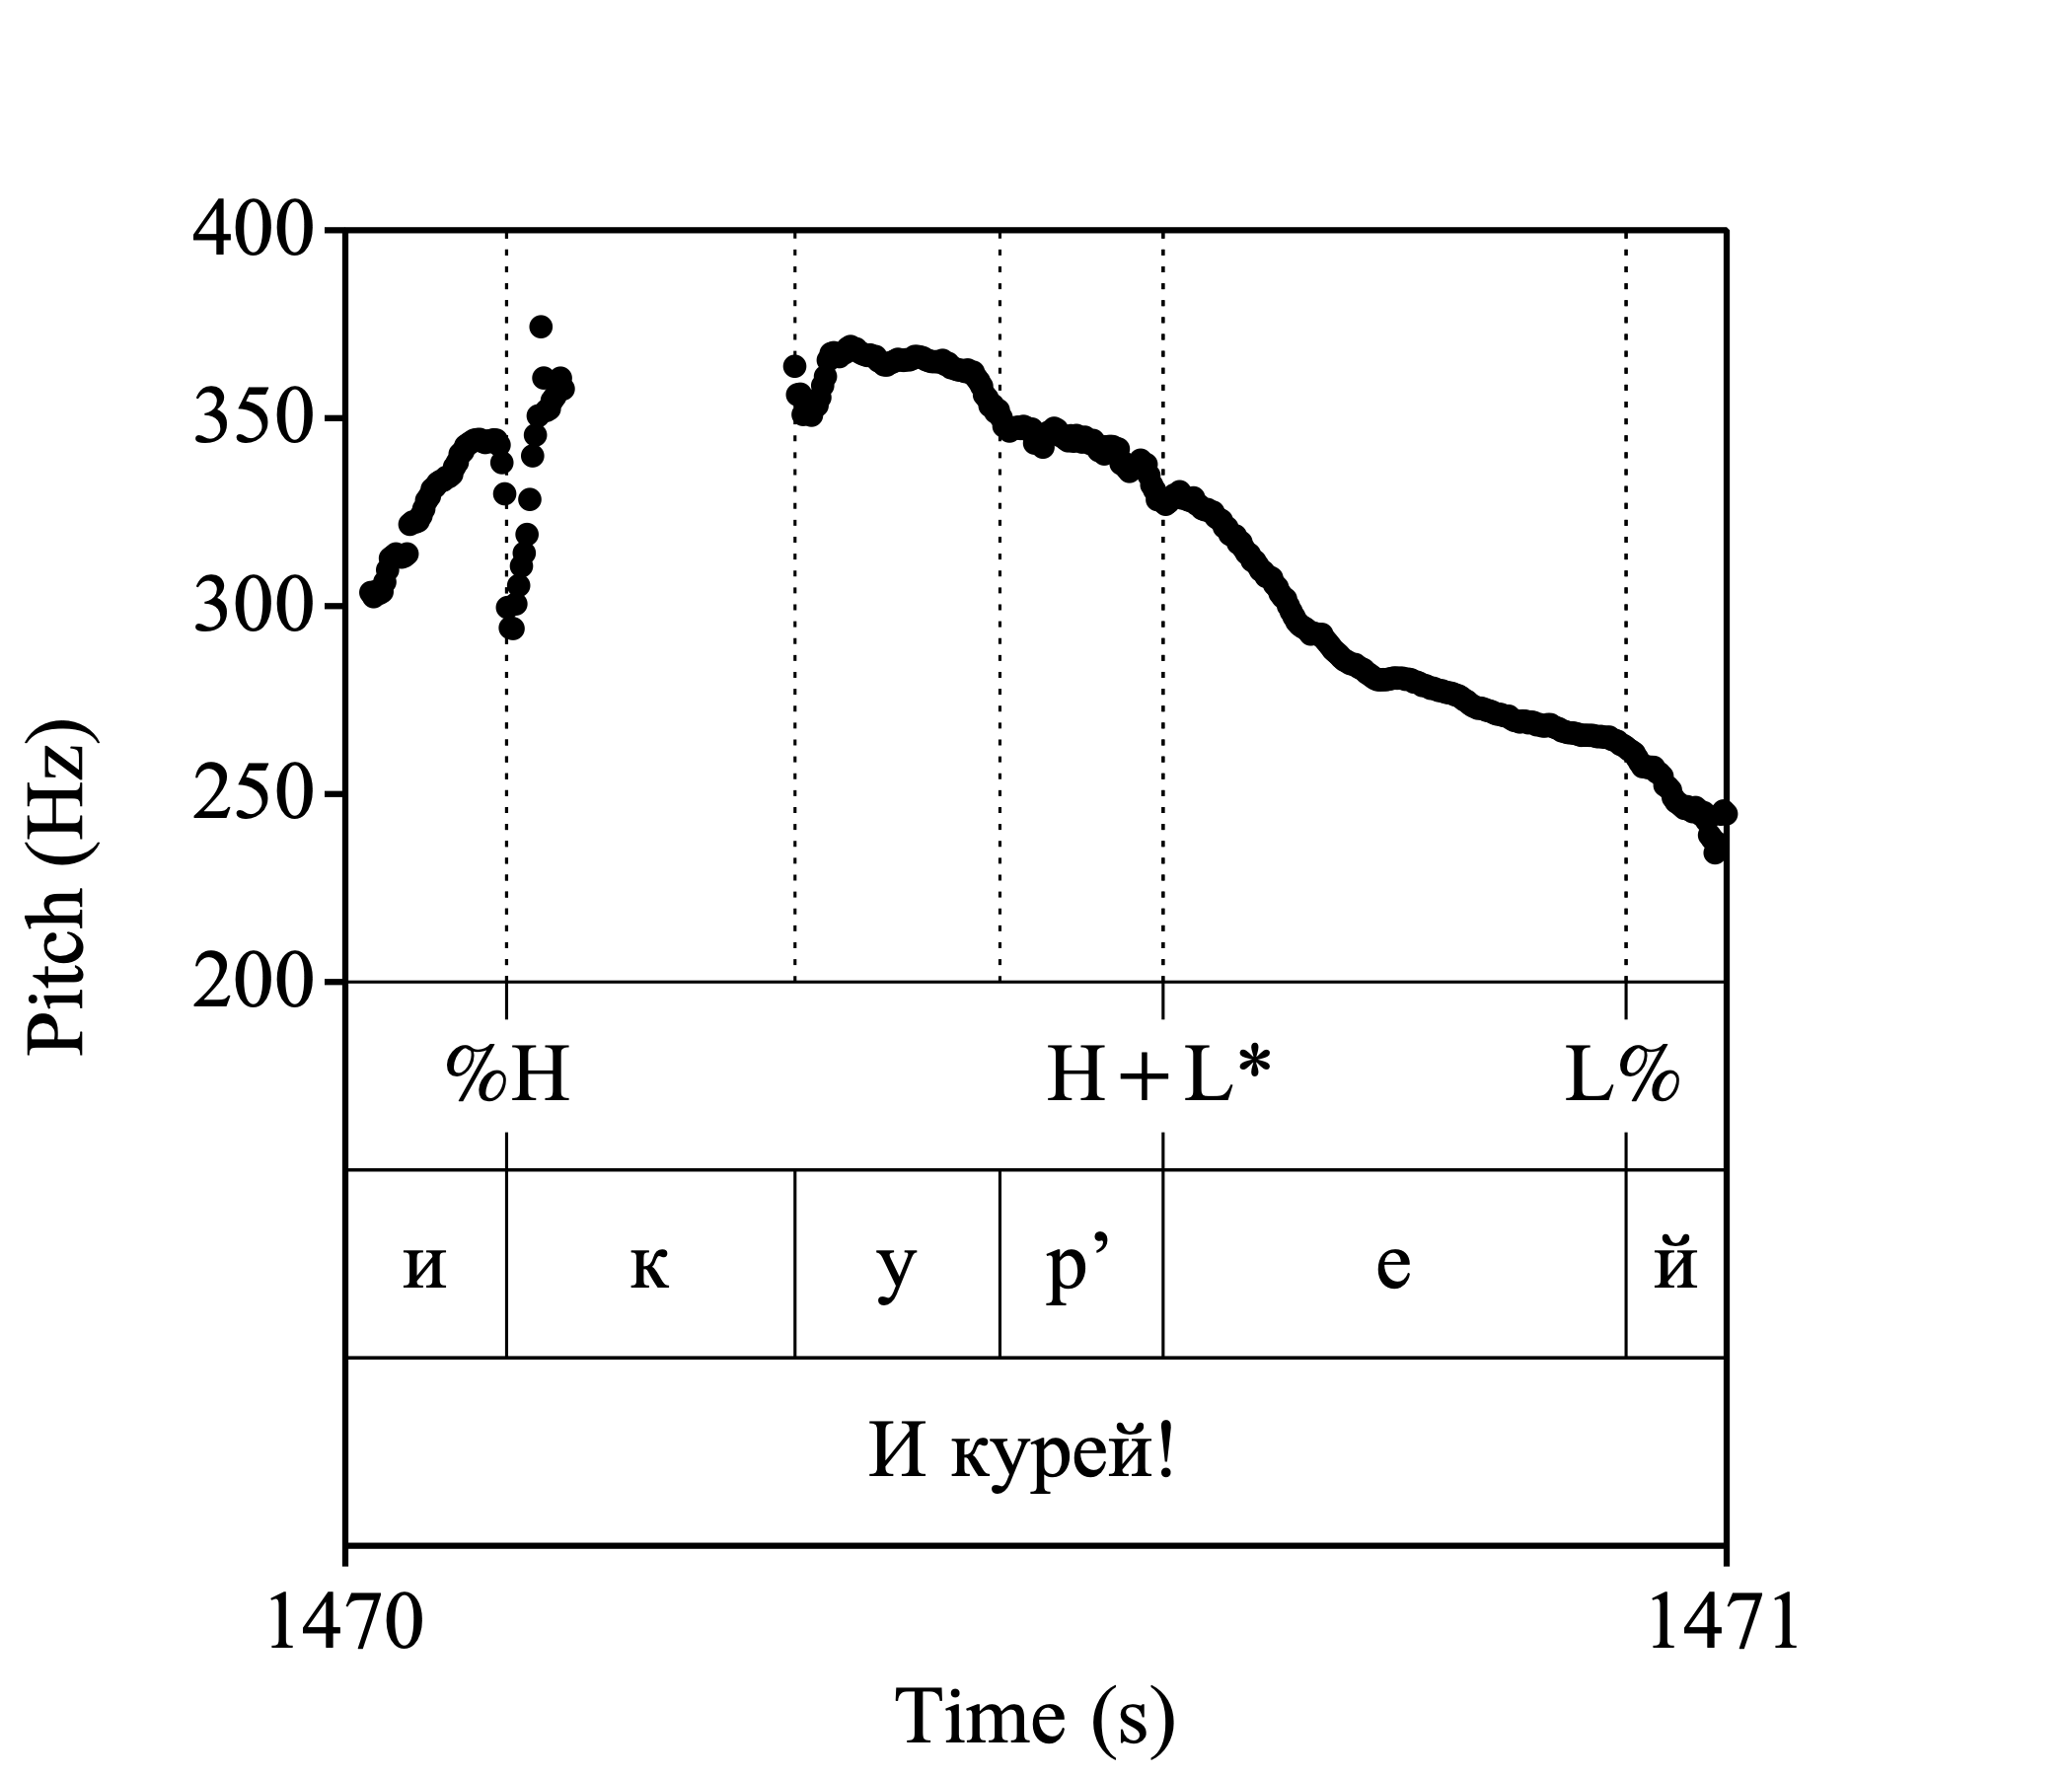 400
350
300
250
200
Pitch (Hz)
%H H+L* L%
и к у р’ е й
И курей!
1470 1471
Time (s)